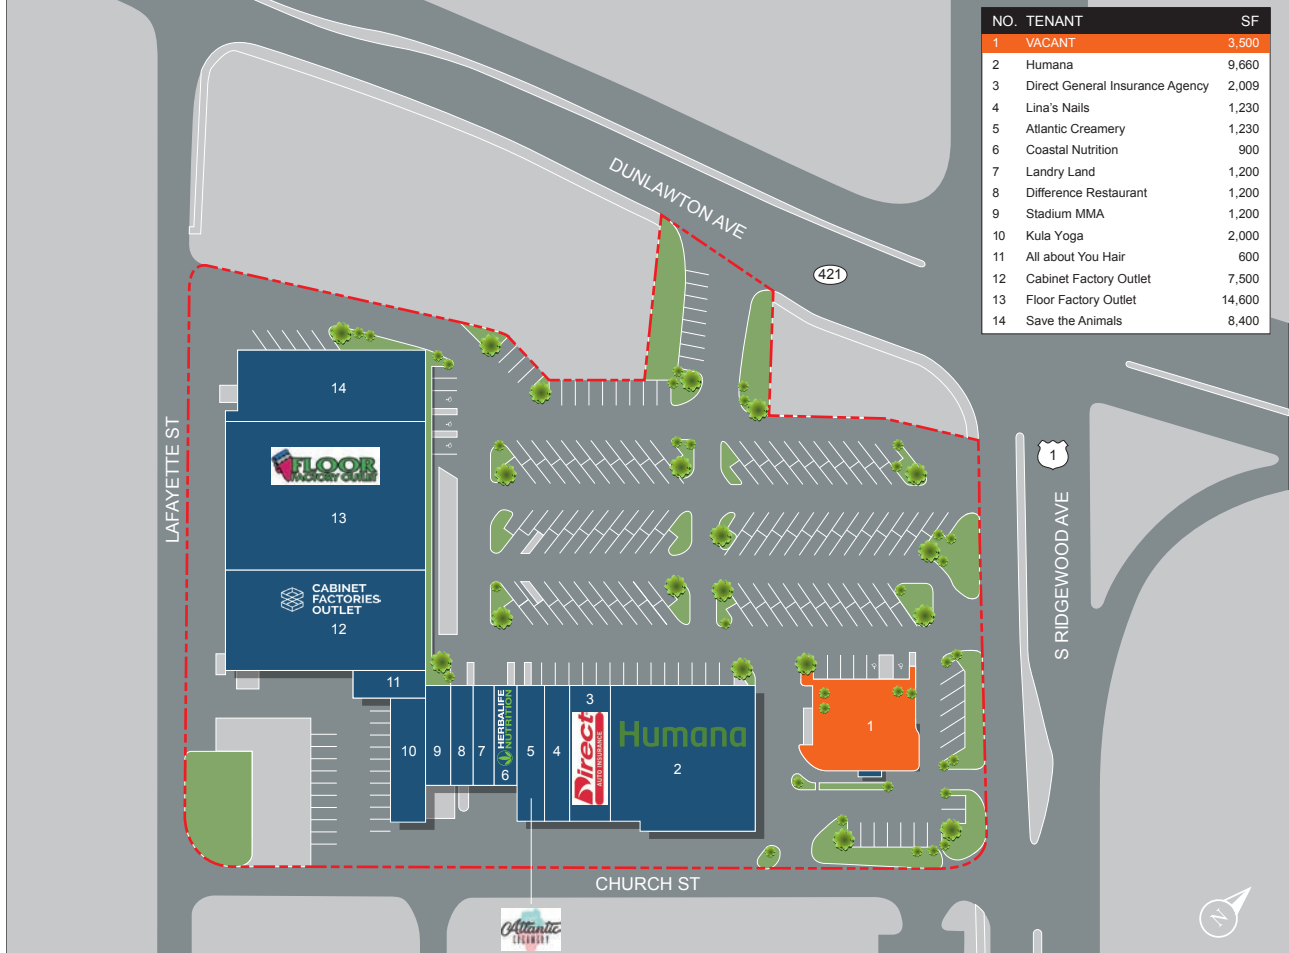 NO. TENANT SF
1 VACANT 3,500
2 Humana 9,660
3 Direct General Insurance Agency 2,009
4 Lina's Nails 1,230
5 Atlantic Creamery 1,230
6 Coastal Nutrition 900
7 Landry Land 1,200
8 Difference Restaurant 1,200
9 Stadium MMA 1,200
10 Kula Yoga 2,000
11 All about You Hair 600
12 Cabinet Factory Outlet 7,500
13 Floor Factory Outlet 14,600
14 Save the Animals 8,400
DUNLAWTON AVE
421
1
S RIDGEWOOD AVE
LAFAYETTE ST
14
FLOOR
FACTORY OUTLET
13
CABINET
FACTORIES
OUTLET
12
11
10
9
8
7
HERBALIFE
NUTRITION
6
5
4
3
Direct
AUTO INSURANCE
Humana
2
1
CHURCH ST
Atlantic
CREAMERY
N